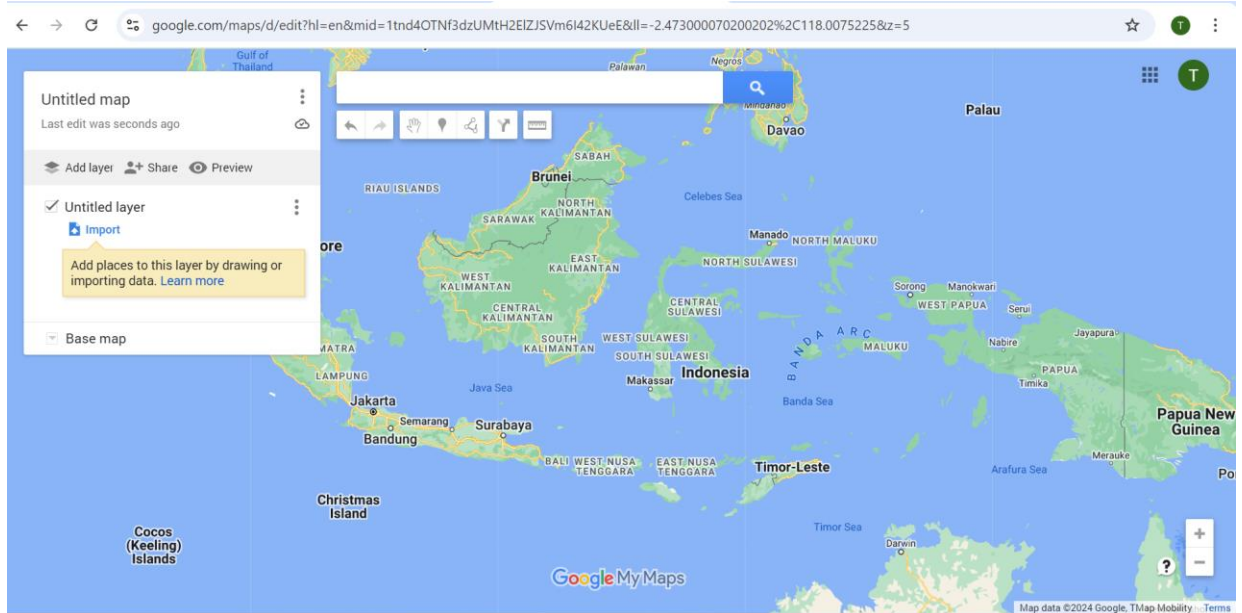 google.com/maps/d/edit?hl=en&mid=1tnd4OTNf3dzUMtH2ElZJSVm6I42KUeE&ll=-2.473000070200202%2C118.0075225&z=5
T
Untitled map
Last edit was seconds ago
Add layer Share Preview
Untitled layer
Import
Add places to this layer by drawing or
importing data. Learn more
Base map
T
Gulf of
Thailand
Palawan
Negros
Mindanao
Davao
Palau
SABAH
Brunei
RIAU ISLANDS
NORTH
KALIMANTAN
SARAWAK
Celebes Sea
Manado
NORTH MALUKU
ore
EAST
KALIMANTAN
NORTH SULAWESI
WEST
KALIMANTAN
Sorong
Manokwari
CENTRAL
KALIMANTAN
CENTRAL
SULAWESI
WEST PAPUA
Serui
SOUTH
KALIMANTAN
WEST SULAWESI
BANDA ARC
MALUKU
Nabire
Jayapura
MATRA
SOUTH SULAWESI
LAMPUNG
Java Sea
Makassar
Indonesia
PAPUA
Timika
Jakarta
Banda Sea
Semarang
Surabaya
Bandung
Papua New
Guinea
BALI
WEST NUSA
TENGGARA
EAST NUSA
TENGGARA
Timor-Leste
Merauke
Arafura Sea
Po
Christmas
Island
Cocos
(Keeling)
Islands
Timor Sea
Darwin
Google My Maps
+
?
−
Map data ©2024 Google, TMap Mobility
Terms